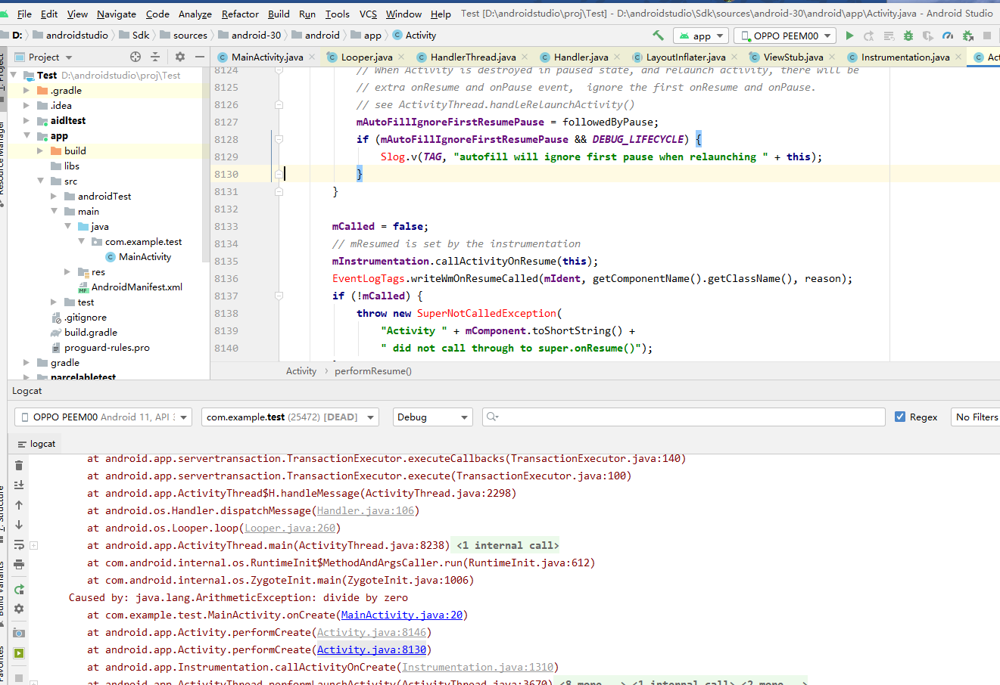 File Edit View Navigate Code Analyze Refactor Build Run Tools VCS Window Help Test [D:\androidstudio\proj\Test] - D:\androidstudio\Sdk\sources\android-30\android\app\Activity.java - Android Studio
D: androidstudio Sdk sources android-30 android app Activity app OPPO PEEM00
Project MainActivity.java Looper.java HandlerThread.java Handler.java LayoutInflater.java ViewStub.java Instrumentation.java Act
Test D:\androidstudio\proj\Test
.gradle
.idea
aidltest
app
build
libs
src
androidTest
main
java
com.example.test
MainActivity
res
AndroidManifest.xml
test
.gitignore
build.gradle
proguard-rules.pro
gradle
parcelabletest
8124 // When Activity is destroyed in paused state, and relaunch activity, there will be
8125 // extra onResume and onPause event,  ignore the first onResume and onPause.
8126 // see ActivityThread.handleRelaunchActivity()
8127 mAutoFillIgnoreFirstResumePause = followedByPause;
8128 if (mAutoFillIgnoreFirstResumePause && DEBUG_LIFECYCLE) {
8129 Slog.v(TAG, "autofill will ignore first pause when relaunching " + this);
8130 }
8131 }
8132
8133 mCalled = false;
8134 // mResumed is set by the instrumentation
8135 mInstrumentation.callActivityOnResume(this);
8136 EventLogTags.writeWmOnResumeCalled(mIdent, getComponentName().getClassName(), reason);
8137 if (!mCalled) {
8138 throw new SuperNotCalledException(
8139 "Activity " + mComponent.toShortString() +
8140 " did not call through to super.onResume()");
Activity performResume()
Logcat
OPPO PEEM00 Android 11, API com.example.test (25472) [DEAD] Debug Regex No Filters
logcat
at android.app.servertransaction.TransactionExecutor.executeCallbacks(TransactionExecutor.java:140)
at android.app.servertransaction.TransactionExecutor.execute(TransactionExecutor.java:100)
at android.app.ActivityThread$H.handleMessage(ActivityThread.java:2298)
at android.os.Handler.dispatchMessage(Handler.java:106)
at android.os.Looper.loop(Looper.java:260)
at android.app.ActivityThread.main(ActivityThread.java:8238) <1 internal call>
at com.android.internal.os.RuntimeInit$MethodAndArgsCaller.run(RuntimeInit.java:612)
at com.android.internal.os.ZygoteInit.main(ZygoteInit.java:1006)
Caused by: java.lang.ArithmeticException: divide by zero
at com.example.test.MainActivity.onCreate(MainActivity.java:20)
at android.app.Activity.performCreate(Activity.java:8146)
at android.app.Activity.performCreate(Activity.java:8130)
at android.app.Instrumentation.callActivityOnCreate(Instrumentation.java:1310)
at android.app.ActivityThread.performLaunchActivity(ActivityThread.java:3670) <8 more...> <1 internal call> <2 more...>